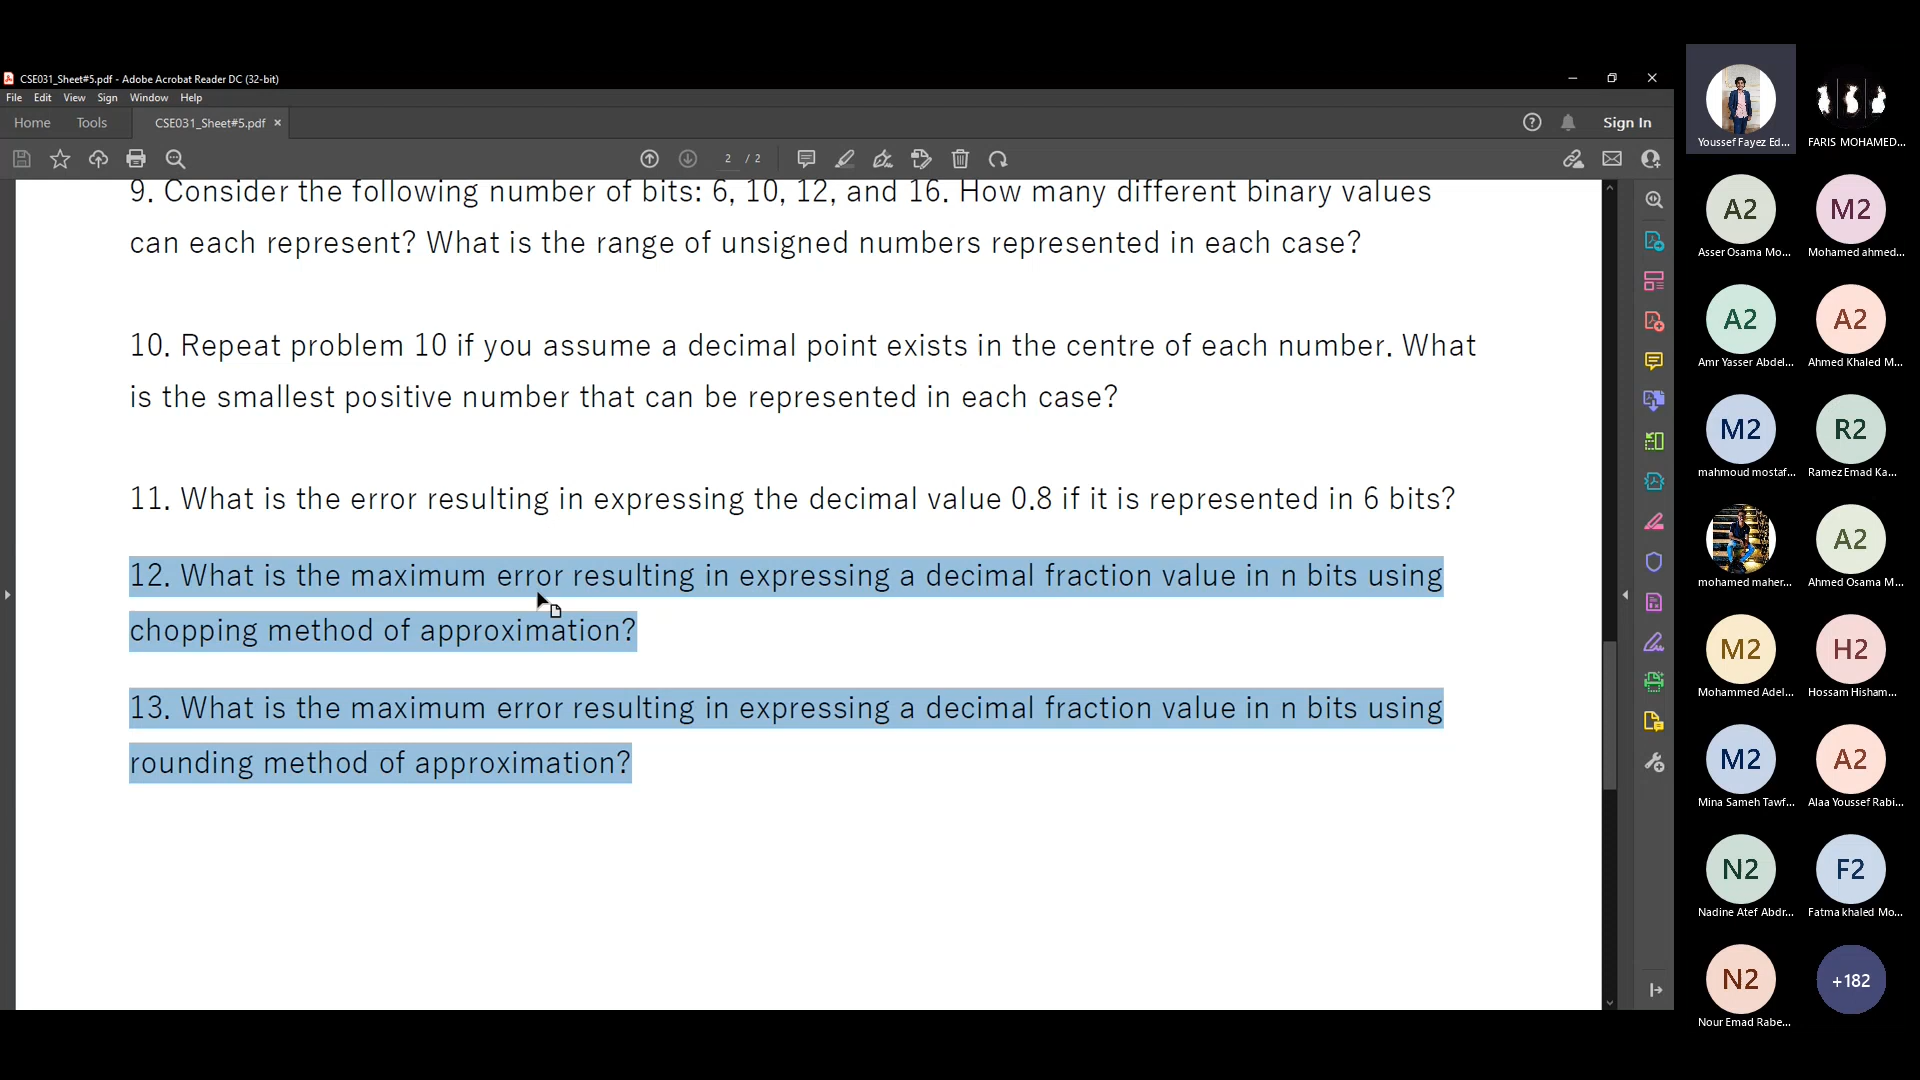 CSE031_Sheet#5.pdf - Adobe Acrobat Reader DC (32-bit)
File Edit View Sign Window Help
Home Tools CSE031_Sheet#5.pdf × Sign In
2 / 2
9. Consider the following number of bits: 6, 10, 12, and 16. How many different binary values
can each represent? What is the range of unsigned numbers represented in each case?
10. Repeat problem 10 if you assume a decimal point exists in the centre of each number. What
is the smallest positive number that can be represented in each case?
11. What is the error resulting in expressing the decimal value 0.8 if it is represented in 6 bits?
12. What is the maximum error resulting in expressing a decimal fraction value in n bits using
chopping method of approximation?
13. What is the maximum error resulting in expressing a decimal fraction value in n bits using
rounding method of approximation?
Youssef Fayez Ed... FARIS MOHAMED...
A2 M2
Asser Osama Mo... Mohamed ahmed...
A2 A2
Amr Yasser Abdel... Ahmed Khaled M...
M2 R2
mahmoud mostaf... Ramez Emad Ka...
A2
mohamed maher... Ahmed Osama M...
M2 H2
Mohammed Adel... Hossam Hisham...
M2 A2
Mina Sameh Tawf... Alaa Youssef Rabi...
N2 F2
Nadine Atef Abdr... Fatma khaled Mo...
N2 +182
Nour Emad Rabe...